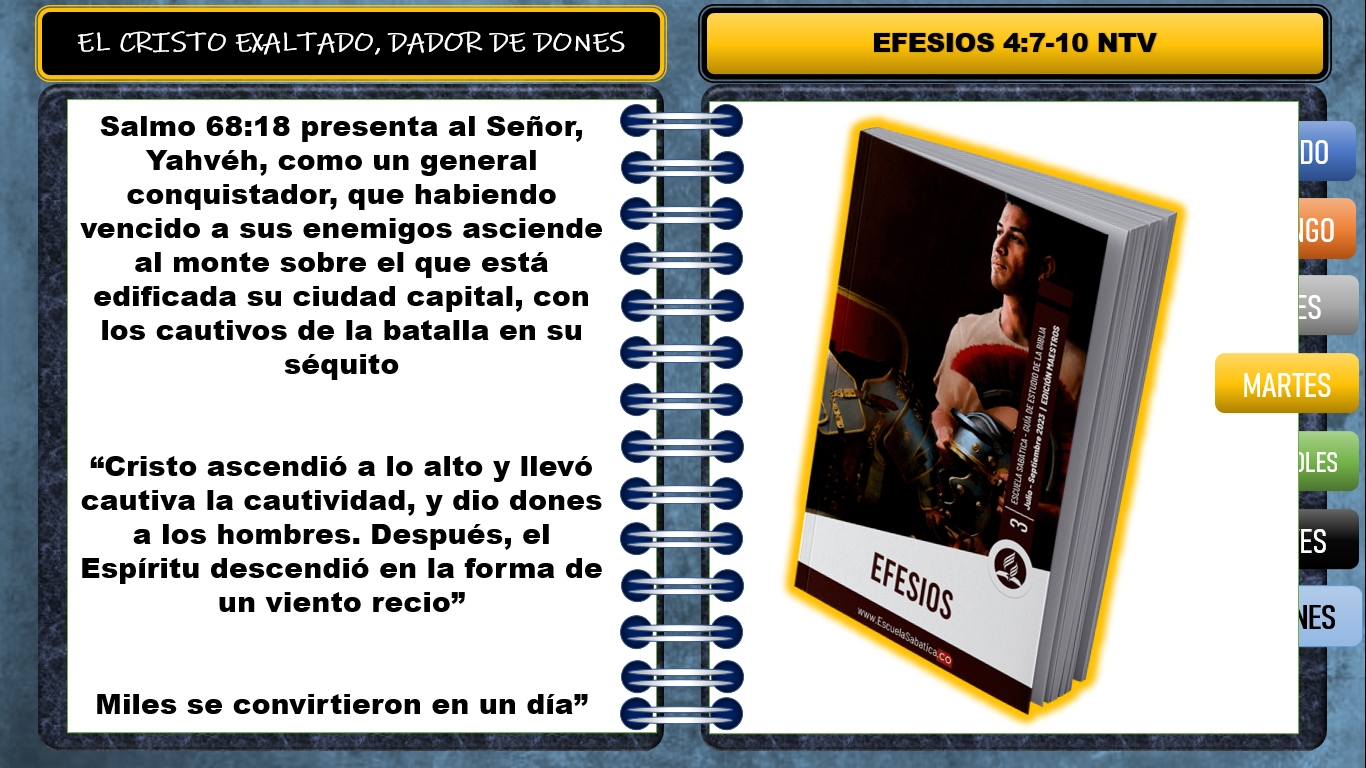 EL CRISTO EXALTADO, DADOR DE DONES
EFESIOS 4:7-10 NTV
Salmo 68:18 presenta al Señor,
Yahvéh, como un general
conquistador, que habiendo
vencido a sus enemigos asciende
al monte sobre el que está
edificada su ciudad capital, con
los cautivos de la batalla en su
séquito
“Cristo ascendió a lo alto y llevó
cautiva la cautividad, y dio dones
a los hombres. Después, el
Espíritu descendió en la forma de
un viento recio”
Miles se convirtieron en un día”
3
ESCUELA SABÁTICA - GUÍA DE ESTUDIO DE LA BIBLIA
Julio - Septiembre 2023 | EDICIÓN MAESTROS
EFESIOS
www.EscuelaSabatica.co
DO
NGO
ES
MARTES
OLES
ES
NES